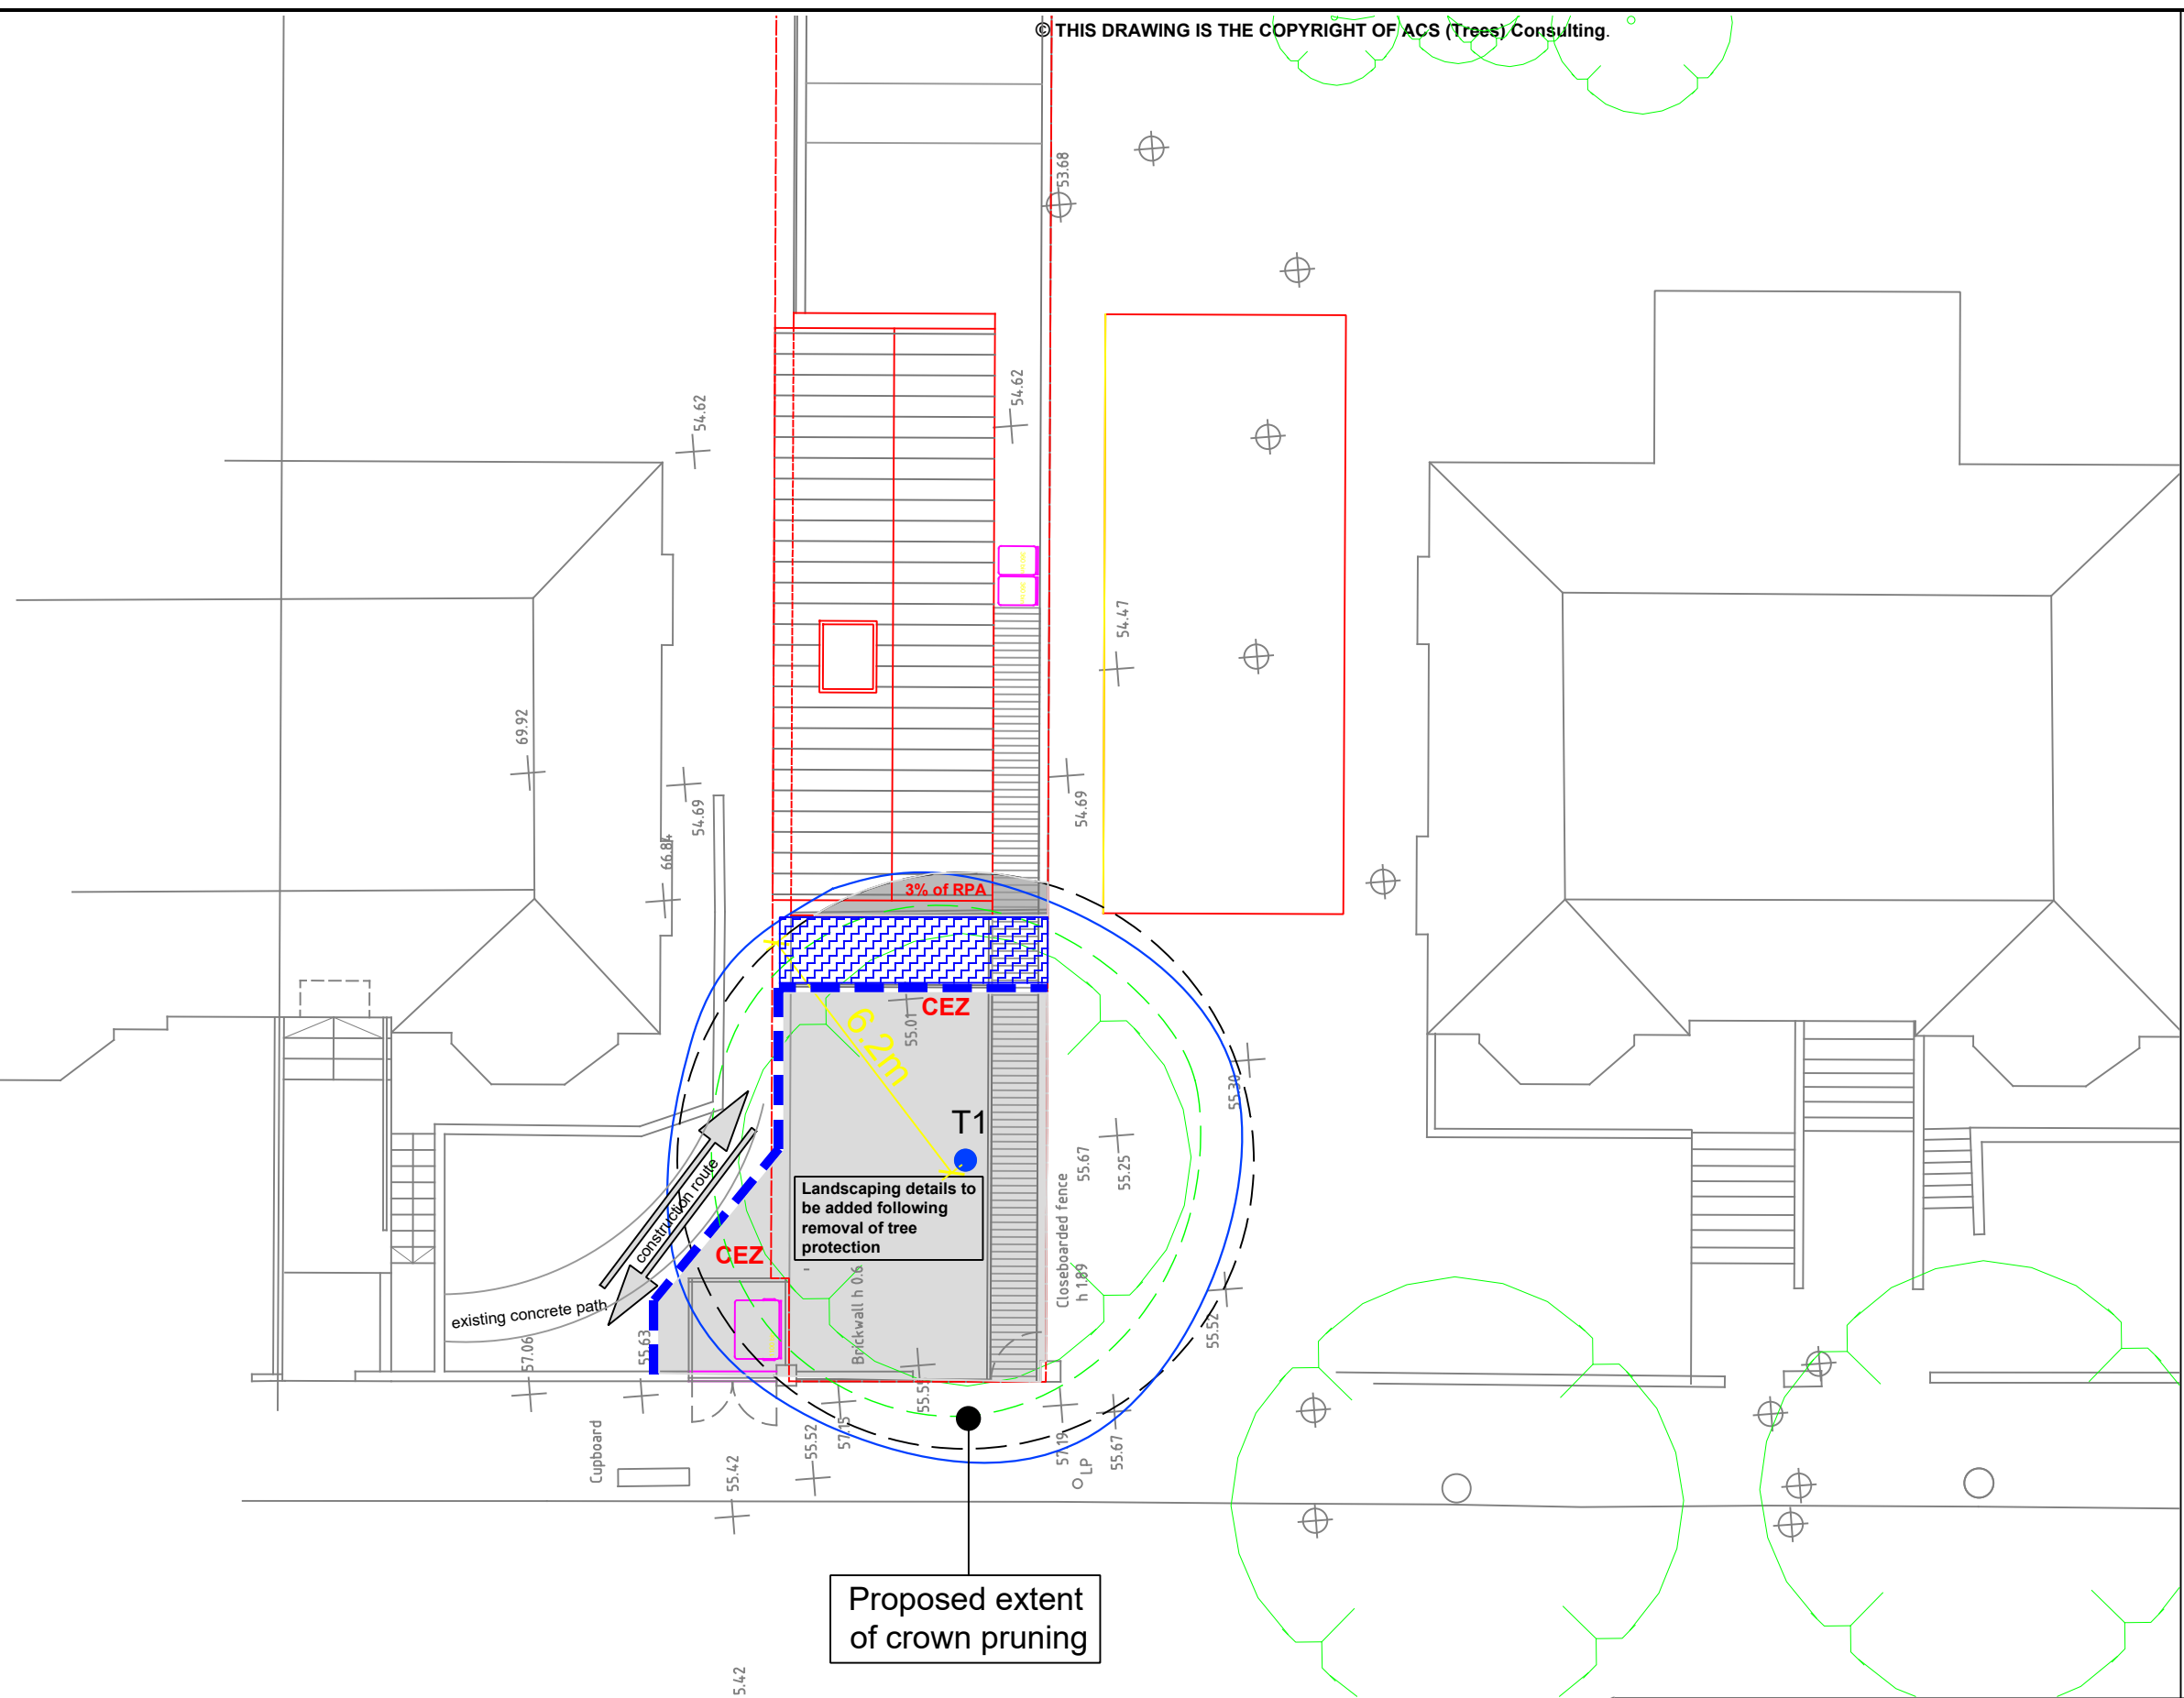 © THIS DRAWING IS THE COPYRIGHT OF ACS (Trees) Consulting.
53.68
54.62
54.62
54.47
69.92
54.69
54.69
66.84
3% of RPA
CEZ
55.01
6.2m
T1
55.30
55.67
55.25
construction route
Landscaping details to
be added following
removal of tree
protection
CEZ
Closeboarded fence
h 1.89
Brickwall h 0.6
existing concrete path
55.63
57.06
55.52
55.55
57.15
55.52
57.19
55.67
LP
Cupboard
55.42
Proposed extent
of crown pruning
5.42